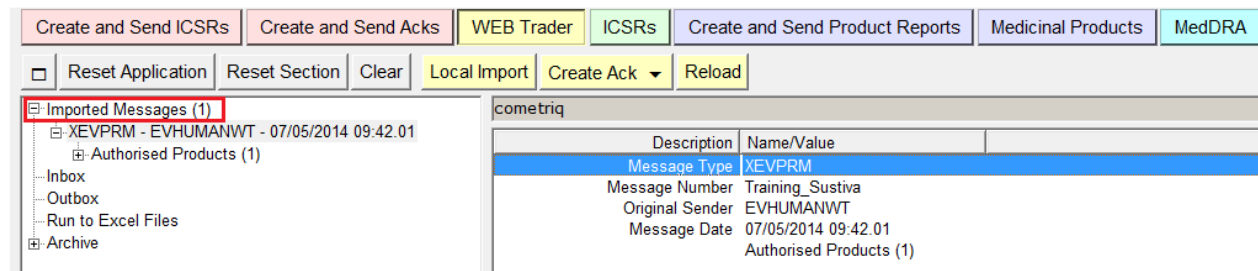 Create and Send ICSRs Create and Send Acks WEB Trader ICSRs Create and Send Product Reports Medicinal Products MedDRA
Reset Application Reset Section Clear Local Import Create Ack Reload
Imported Messages (1)
XEVPRM - EVHUMANWT - 07/05/2014 09:42.01
Authorised Products (1)
Inbox
Outbox
Run to Excel Files
Archive
cometriq
Description Name/Value
Message Type XEVPRM
Message Number Training_Sustiva
Original Sender EVHUMANWT
Message Date 07/05/2014 09:42.01
Authorised Products (1)